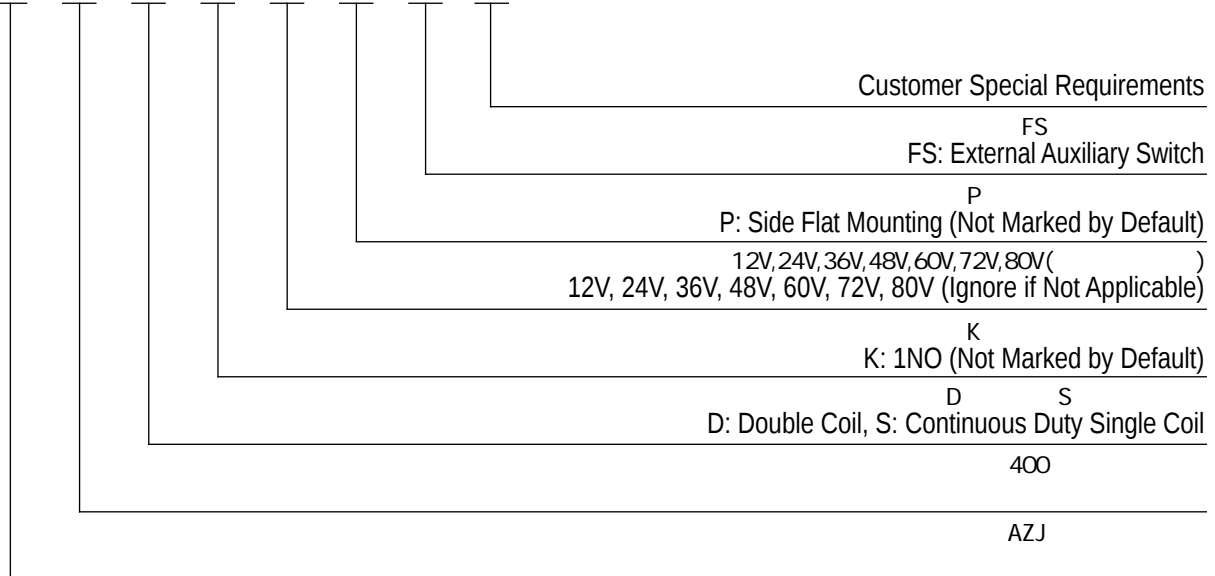 Customer Special Requirements
FS
FS: External Auxiliary Switch
P
P: Side Flat Mounting (Not Marked by Default)
12V,24V,36V,48V,60V,72V,80V( )
12V, 24V, 36V, 48V, 60V, 72V, 80V (Ignore if Not Applicable)
K
K: 1NO (Not Marked by Default)
D S
D: Double Coil, S: Continuous Duty Single Coil
400
AZJ